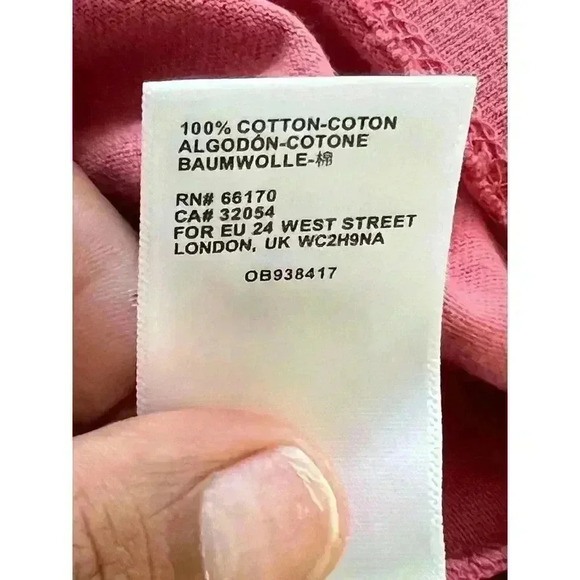 100% COTTON-COTON
ALGODÓN-COTONE
BAUMWOLLE-棉
RN# 66170
CA# 32054
FOR EU 24 WEST STREET
LONDON, UK WC2H9NA
OB938417